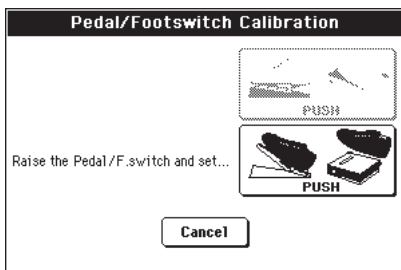 Pedal/Footswitch Calibration
PUSH
Raise the Pedal/F.switch and set...
PUSH
Cancel